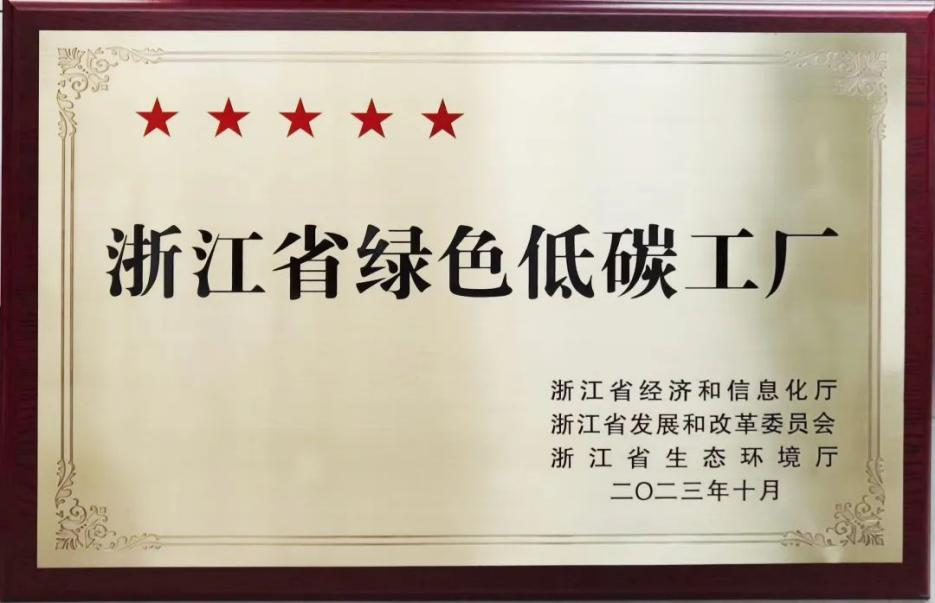 浙江省绿色低碳工厂
浙江省经济和信息化厅
浙江省发展和改革委员会
浙江省生态环境厅
二〇二三年十月